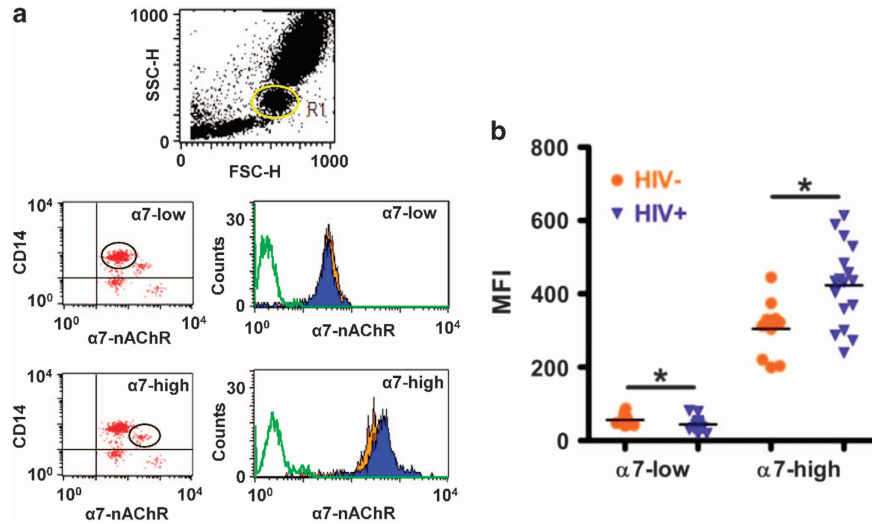 a
1000
SSC-H
R1
0
0
1000
FSC-H
10⁴
α7-low
CD14
10⁰
10⁰
10⁴
α7-nAChR
30
α7-low
Counts
0
10⁰
10⁴
α7-nAChR
10⁴
α7-high
CD14
10⁰
10⁰
10⁴
α7-nAChR
30
α7-high
Counts
0
10⁰
10⁴
α7-nAChR
b
800
HIV-
HIV+
*
600
MFI
400
200
*
0
α7-low
α7-high